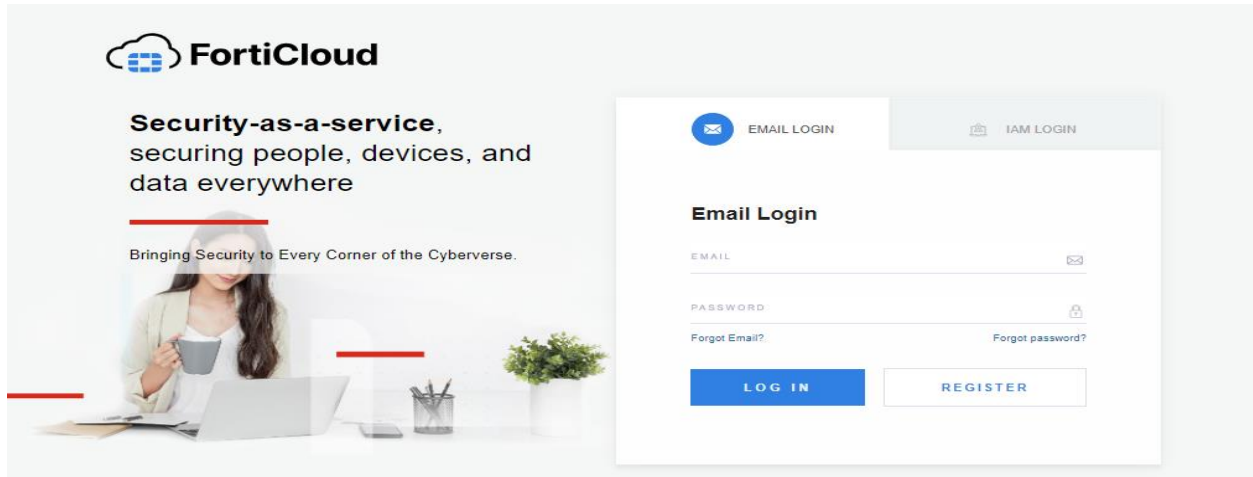 FortiCloud
Security-as-a-service,
securing people, devices, and
data everywhere
Bringing Security to Every Corner of the Cyberverse.
EMAIL LOGIN
IAM LOGIN
Email Login
EMAIL
PASSWORD
Forgot Email?
Forgot password?
LOG IN
REGISTER